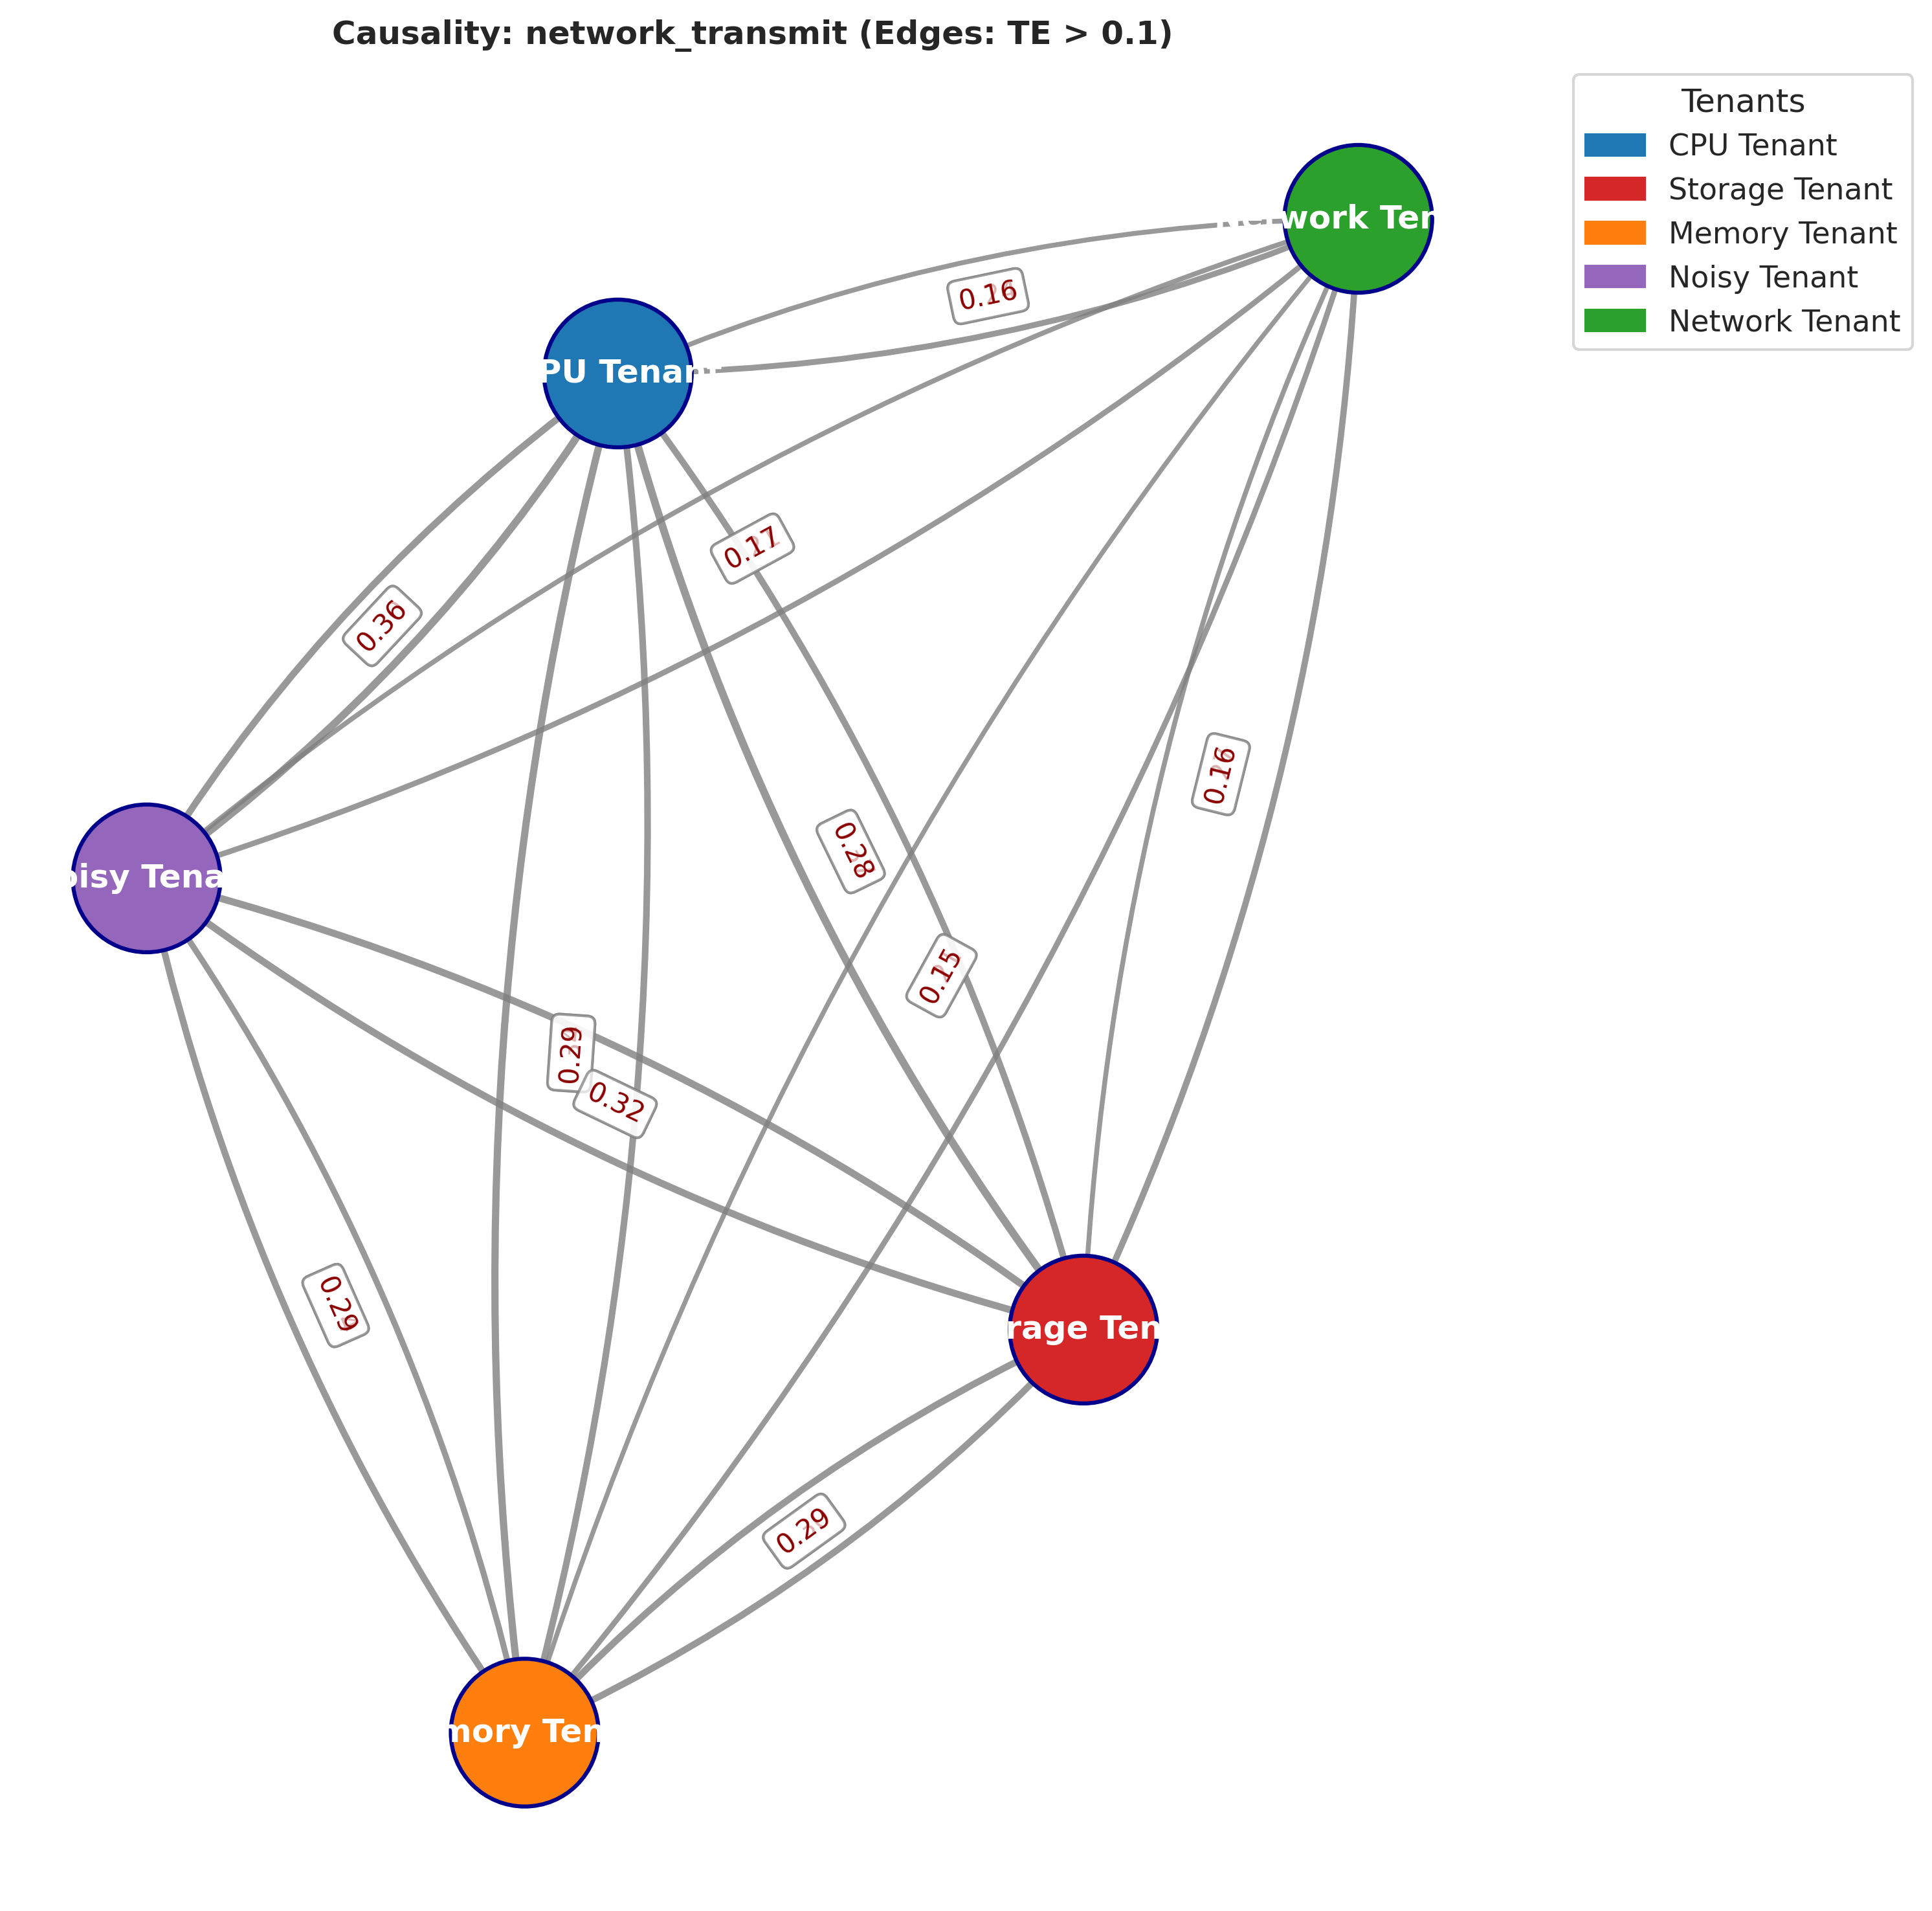 Causality: network_transmit (Edges: TE > 0.1)
Tenants
CPU Tenant
Storage Tenant
Memory Tenant
Noisy Tenant
Network Tenant
work Ten
0.16
PU Tenan
0.17
0.36
0.16
0.28
oisy Tena
0.15
0.29
0.32
0.29
rage Ten
0.29
mory Ten